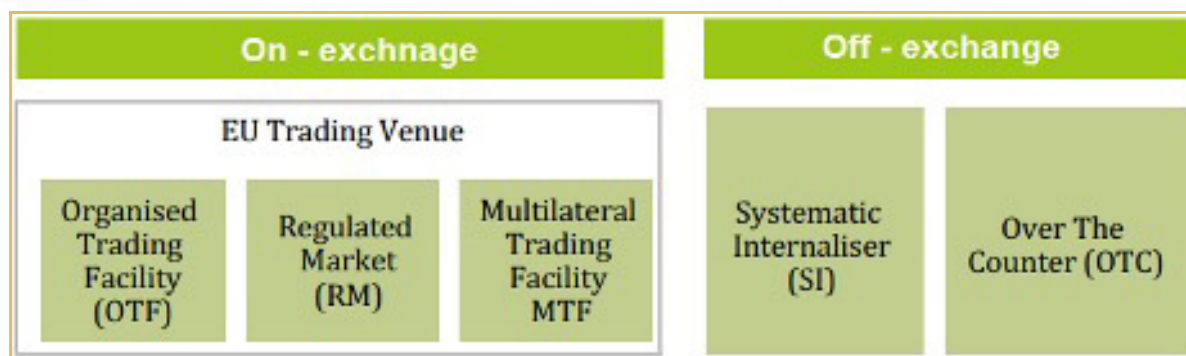 On - exchnage
Off - exchange
EU Trading Venue
Organised
Trading
Facility
(OTF)
Regulated
Market
(RM)
Multilateral
Trading
Facility
MTF
Systematic
Internaliser
(SI)
Over The
Counter (OTC)